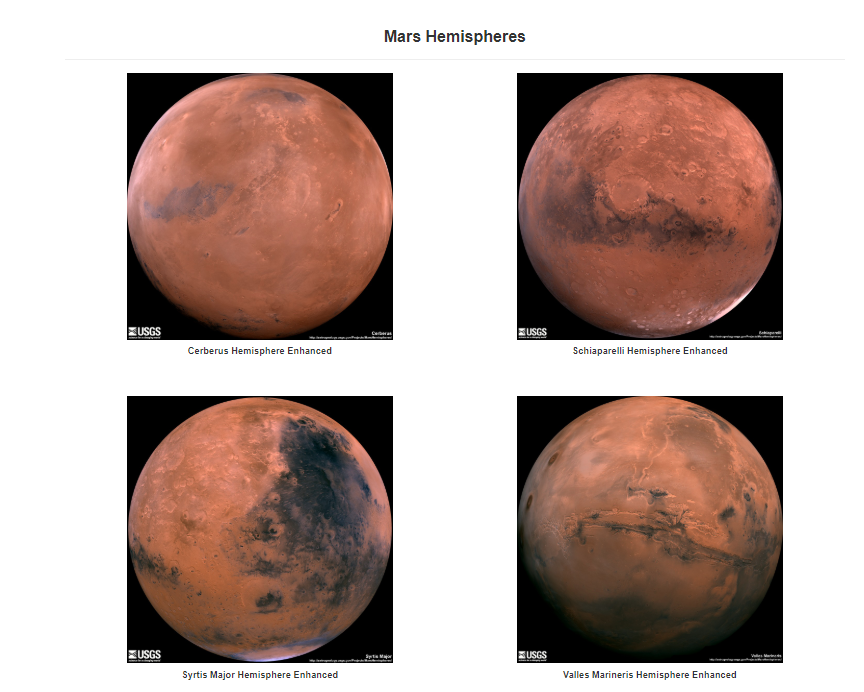 Mars Hemispheres
USGS
Cerberus
Cerberus Hemisphere Enhanced
USGS
Schiaparelli
Schiaparelli Hemisphere Enhanced
USGS
Syrtis Major
Syrtis Major Hemisphere Enhanced
USGS
Valles Marineris
Valles Marineris Hemisphere Enhanced